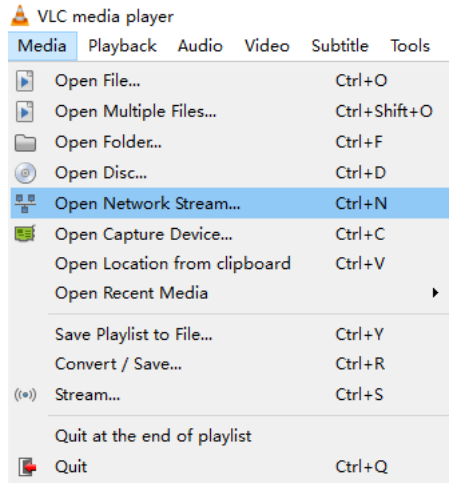 VLC media player
Media Playback Audio Video Subtitle Tools
Open File... Ctrl+O
Open Multiple Files... Ctrl+Shift+O
Open Folder... Ctrl+F
Open Disc... Ctrl+D
Open Network Stream... Ctrl+N
Open Capture Device... Ctrl+C
Open Location from clipboard Ctrl+V
Open Recent Media
Save Playlist to File... Ctrl+Y
Convert / Save... Ctrl+R
Stream... Ctrl+S
Quit at the end of playlist
Quit Ctrl+Q